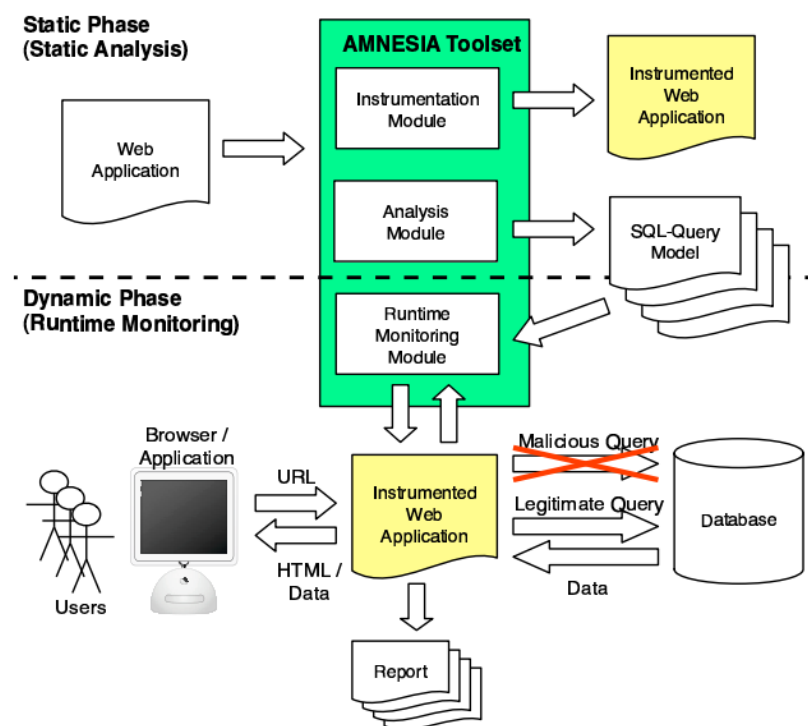 Static Phase
(Static Analysis)
AMNESIA Toolset
Instrumentation
Module
Instrumented
Web
Application
Web
Application
Analysis
Module
SQL-Query
Model
Dynamic Phase
(Runtime Monitoring)
Runtime
Monitoring
Module
Browser /
Application
URL
HTML /
Data
Users
Instrumented
Web
Application
Malicious Query
Legitimate Query
Data
Database
Report